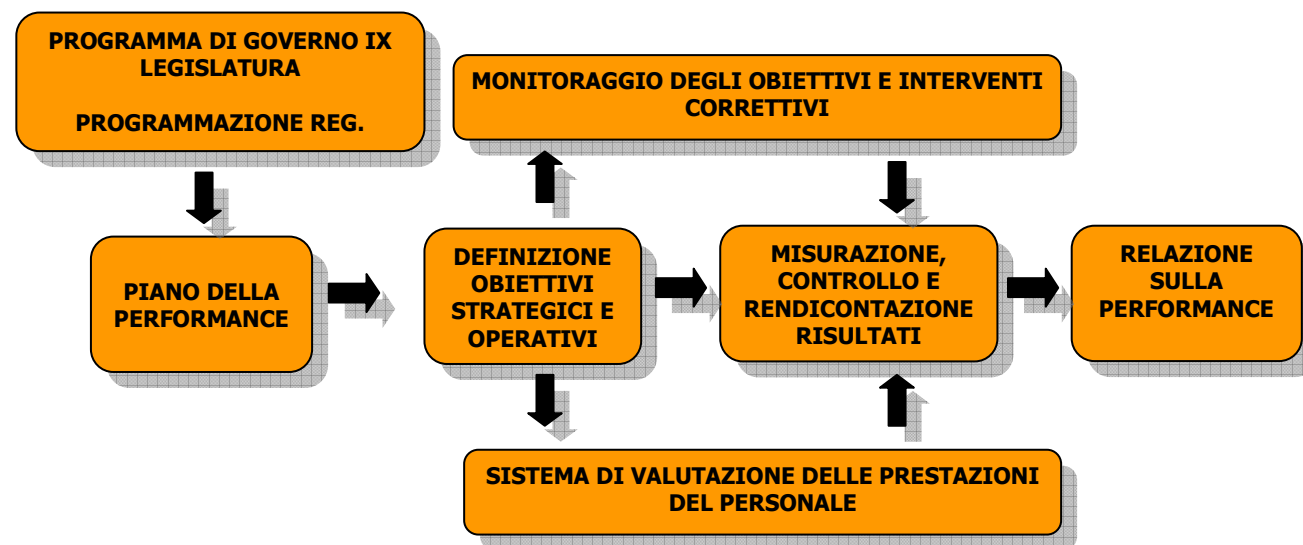 PROGRAMMA DI GOVERNO IX
LEGISLATURA
PROGRAMMAZIONE REG.
MONITORAGGIO DEGLI OBIETTIVI E INTERVENTI
CORRETTIVI
PIANO DELLA
PERFORMANCE
DEFINIZIONE
OBIETTIVI
STRATEGICI E
OPERATIVI
MISURAZIONE,
CONTROLLO E
RENDICONTAZIONE
RISULTATI
RELAZIONE
SULLA
PERFORMANCE
SISTEMA DI VALUTAZIONE DELLE PRESTAZIONI
DEL PERSONALE